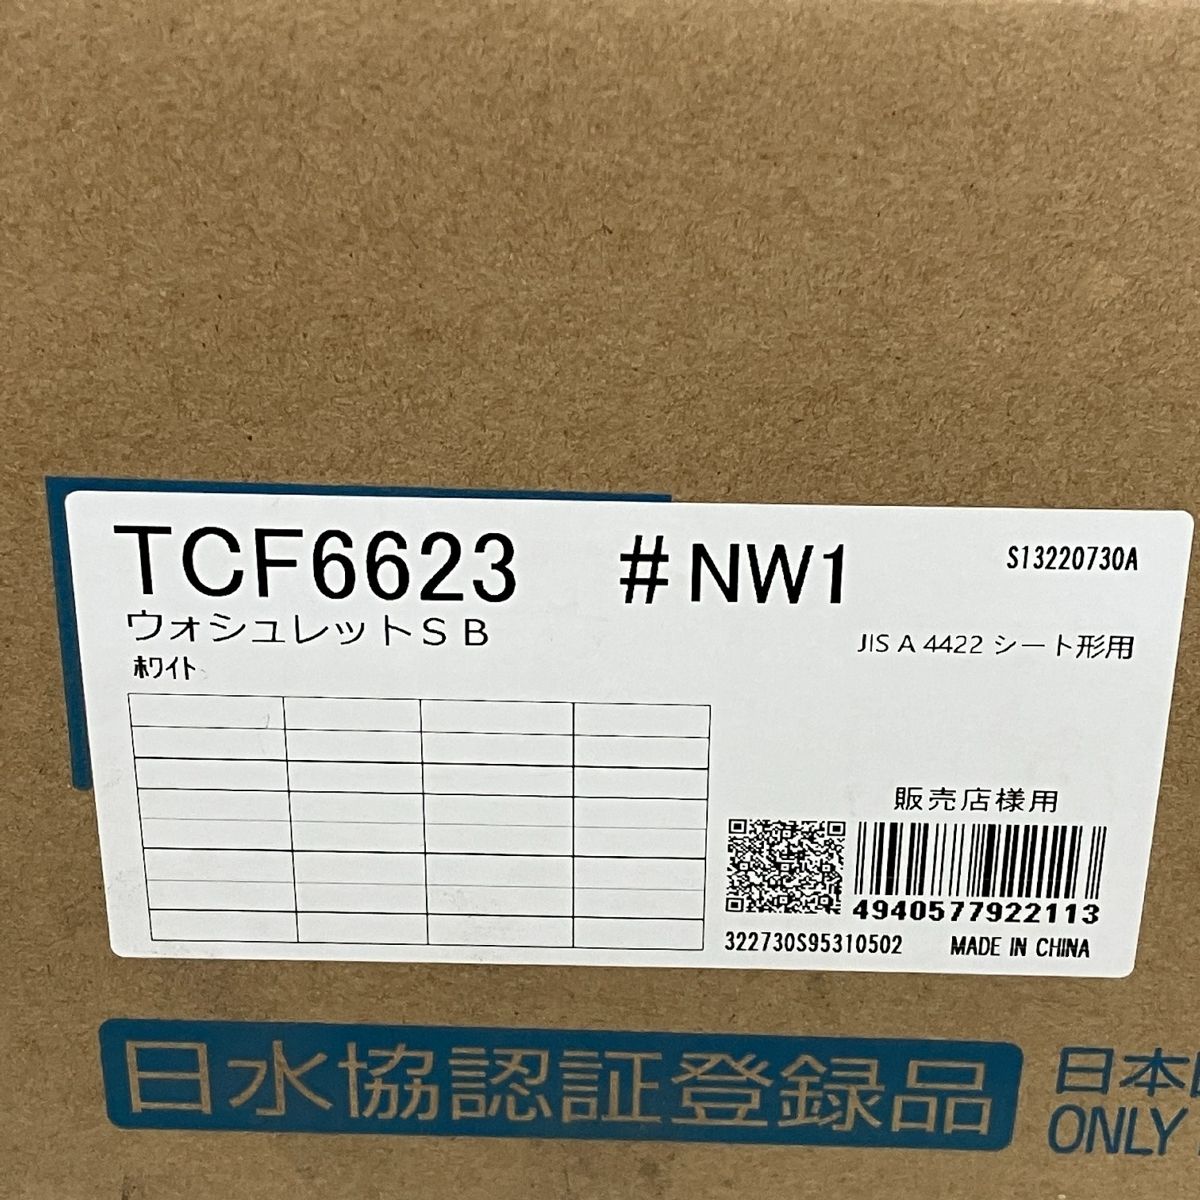 TCF6623 #NW1 S13220730A
ウォシュレットSB
JIS A 4422 シート形用
ホワイト
販売店様用
4940577922113
322730S95310502 MADE IN CHINA
日水協認証登録品
日本
ONLY